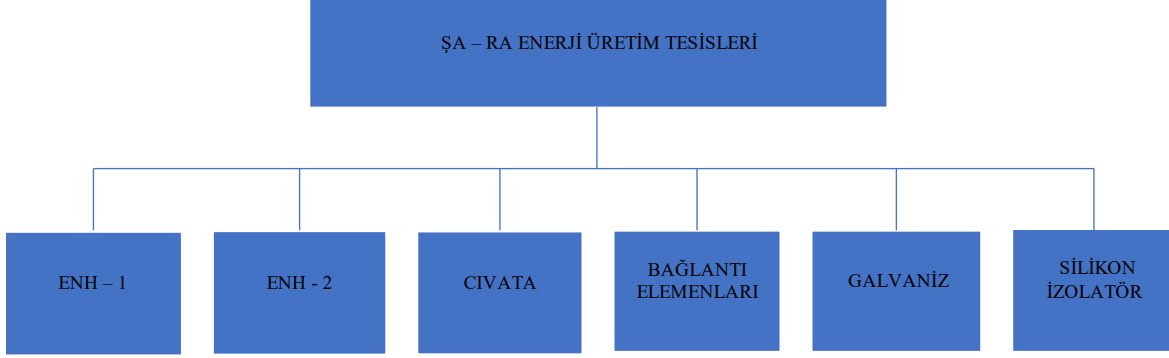 ŞA – RA ENERJİ ÜRETİM TESİSLERİ
ENH – 1
ENH - 2
CIVATA
BAĞLANTI
ELEMENLARI
GALVANİZ
SİLİKON
İZOLATÖR